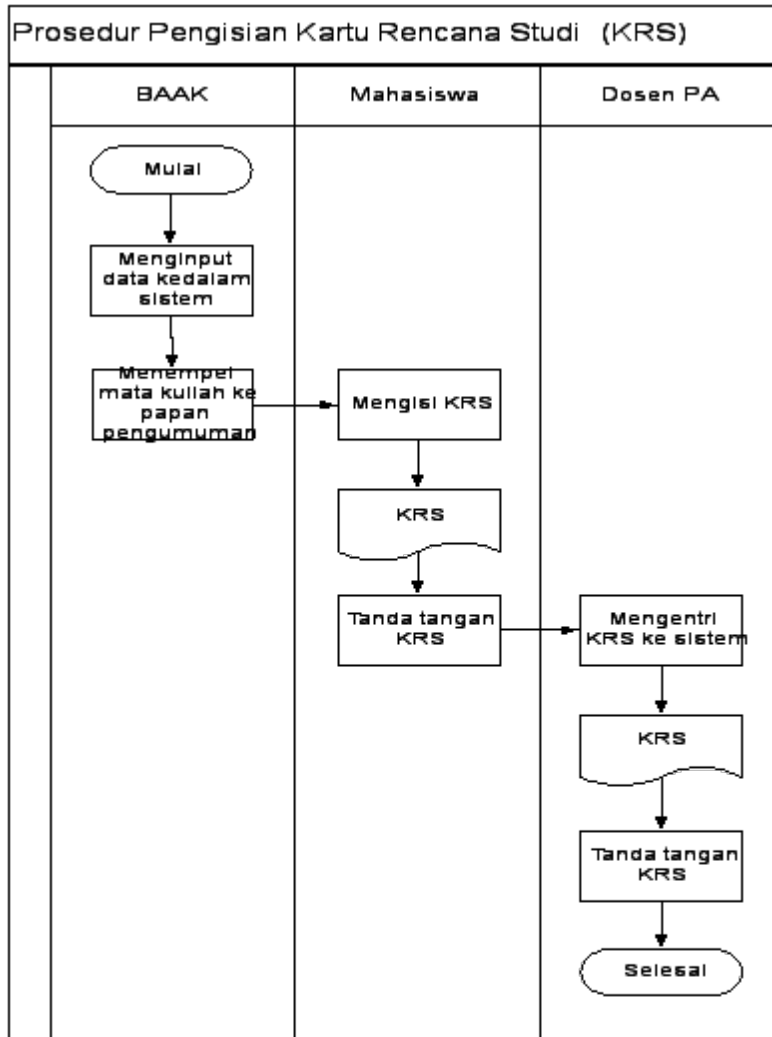 Prosedur Pengisian Kartu Rencana Studi (KRS)
BAAK
Mahasiswa
Dosen PA
Mulai
Menginput
data kedalam
sistem
Menempel
mata kuliah ke
papan
pengumuman
Mengisi KRS
KRS
Tanda tangan
KRS
Mengentri
KRS ke sistem
KRS
Tanda tangan
KRS
Selesai